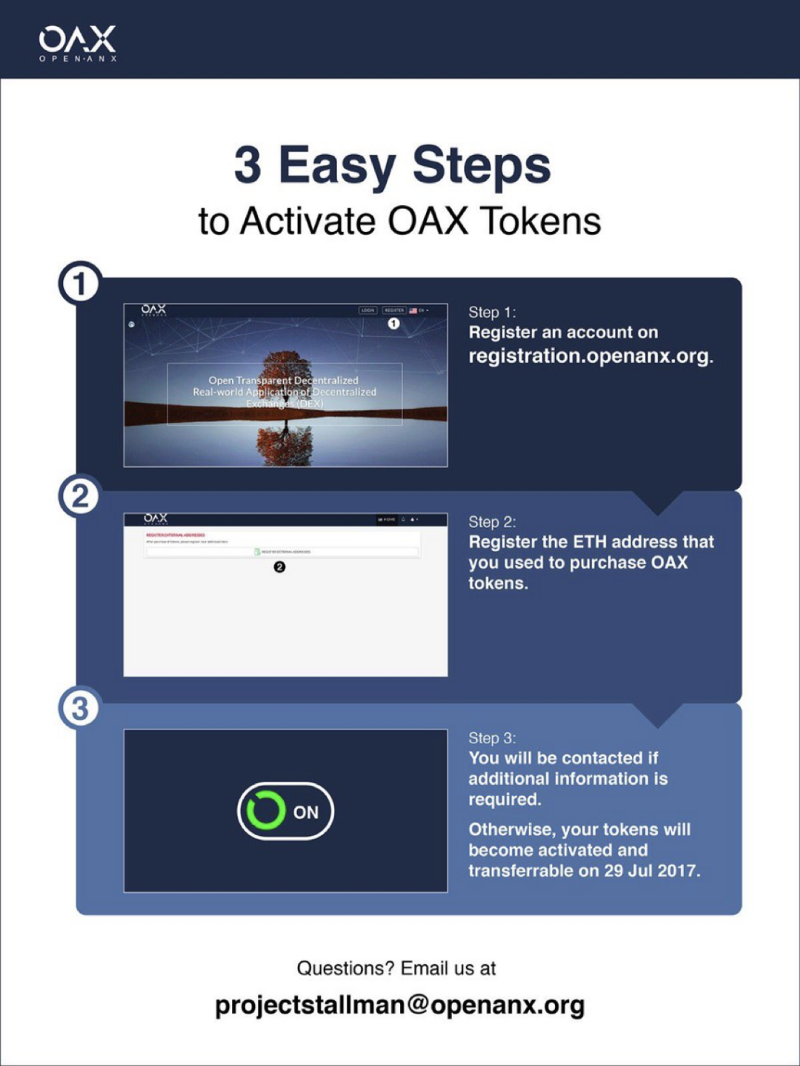 OAX
OPEN·ANX
3 Easy Steps
to Activate OAX Tokens
1
OAX
LOGIN
REGISTER
EN
1
Open Transparent Decentralized
Real-world Application of Decentralized
Exchanges (DEX)
Step 1:
Register an account on
registration.openanx.org.
2
OAX
HOME
REGISTER EXTERNAL ADDRESSES
REGISTER EXTERNAL ADDRESSES
2
Step 2:
Register the ETH address that
you used to purchase OAX
tokens.
3
ON
Step 3:
You will be contacted if
additional information is
required.
Otherwise, your tokens will
become activated and
transferrable on 29 Jul 2017.
Questions? Email us at
projectstallman@openanx.org